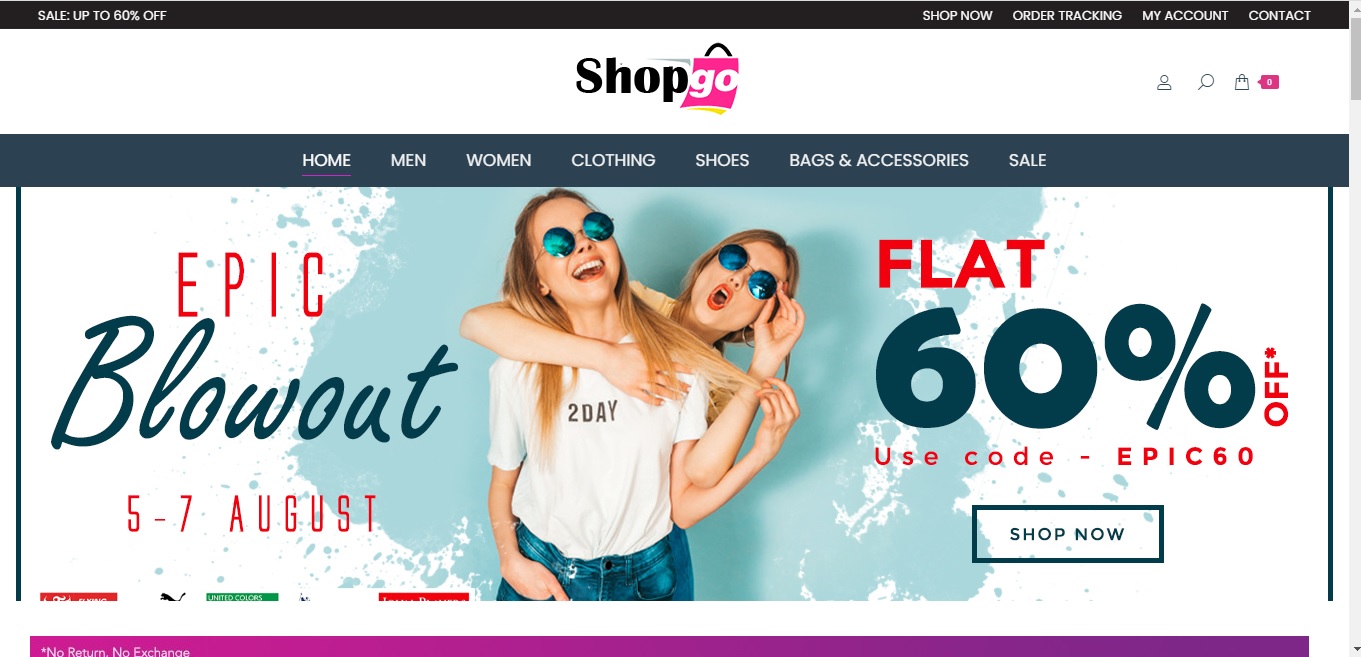 SALE: UP TO 60% OFF
SHOP NOW ORDER TRACKING MY ACCOUNT CONTACT
Shopgo
0
HOME MEN WOMEN CLOTHING SHOES BAGS & ACCESSORIES SALE
EPIC
Blowout
5-7 AUGUST
2DAY
FLAT
60%
OFF*
Use code - EPIC60
SHOP NOW
UNITED COLORS
*No Return, No Exchange